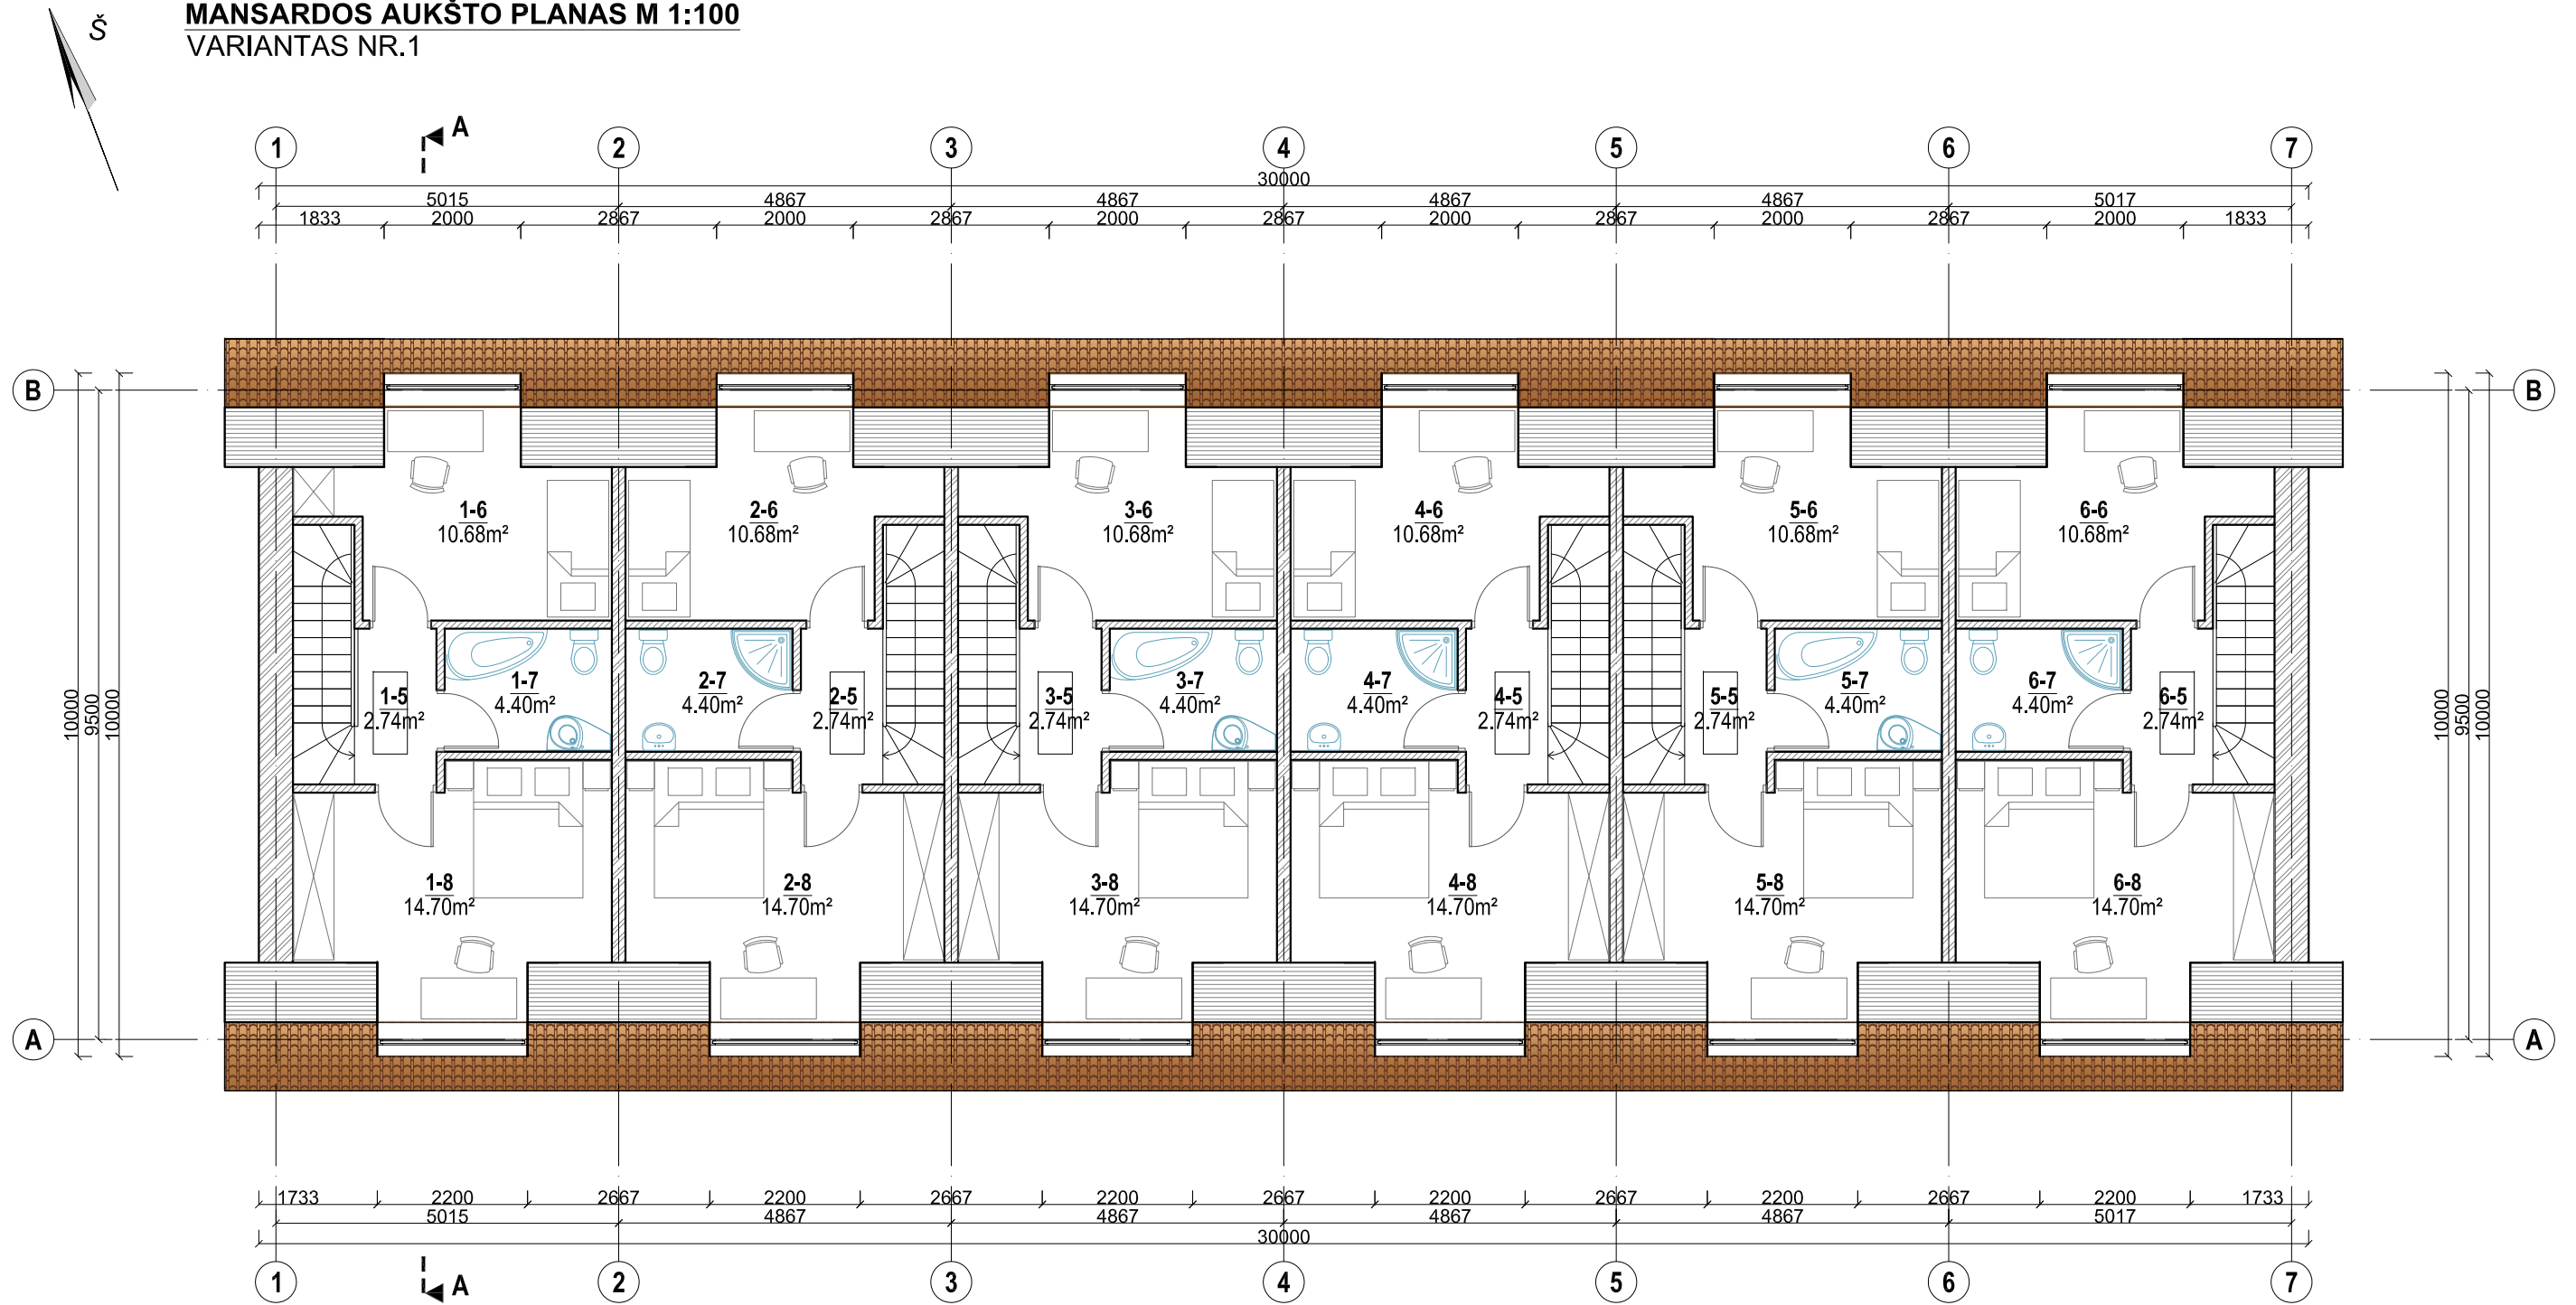 MANSARDOS AUKŠTO PLANAS M 1:100
Š
VARIANTAS NR.1
A
1 2 3 4 5 6 7
30000
5015 4867 4867 4867 4867 5017
1833 2000 2867 2000 2867 2000 2867 2000 2867 2000 2867 2000 1833
B B
1-6 2-6 3-6 4-6 5-6 6-6
10.68m² 10.68m² 10.68m² 10.68m² 10.68m² 10.68m²
1-5 1-7 2-7 2-5 3-5 3-7 4-7 4-5 5-5 5-7 6-7 6-5
2.74m² 4.40m² 4.40m² 2.74m² 2.74m² 4.40m² 4.40m² 2.74m² 2.74m² 4.40m² 4.40m² 2.74m²
10000 9500 10000 10000 9500 10000
1-8 2-8 3-8 4-8 5-8 6-8
14.70m² 14.70m² 14.70m² 14.70m² 14.70m² 14.70m²
A A
1733 2200 2667 2200 2667 2200 2667 2200 2667 2200 2667 2200 1733
5015 4867 4867 4867 4867 5017
30000
1 A 2 3 4 5 6 7